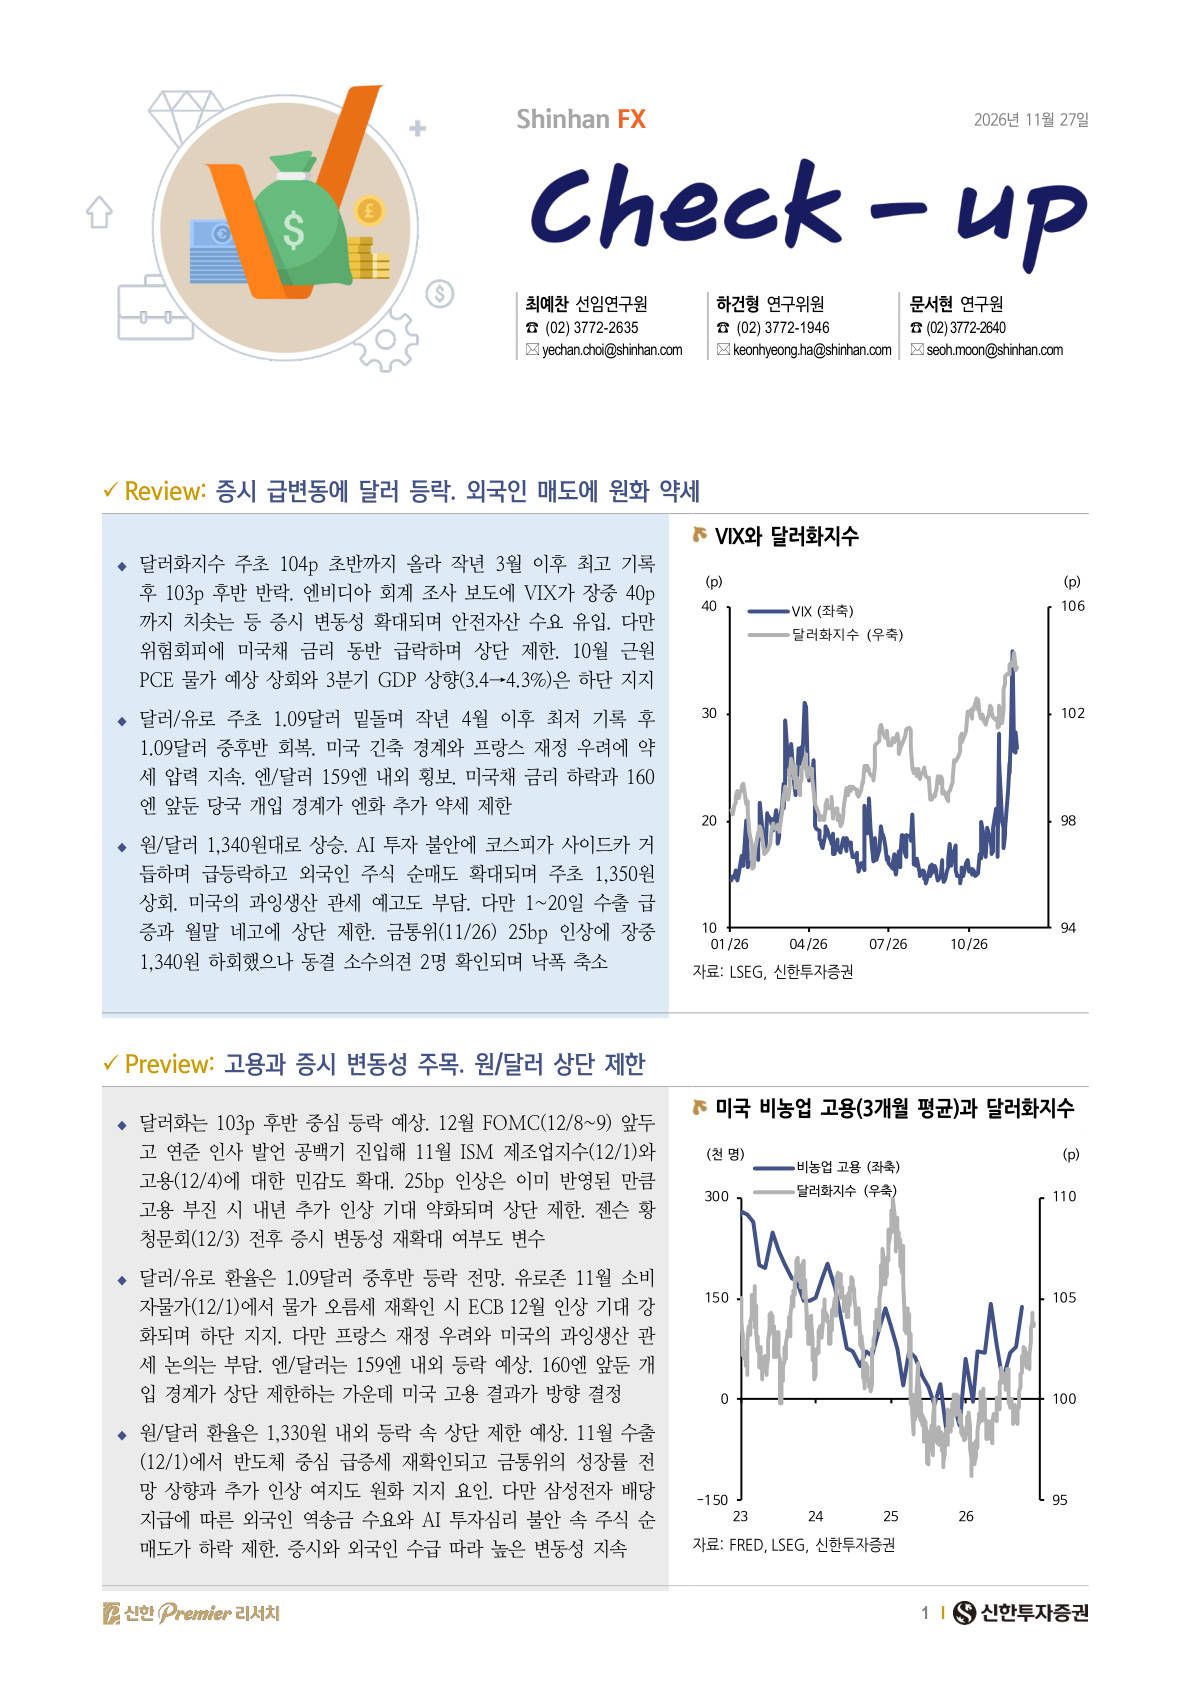 Shinhan FX
2026년 11월 27일
Check-up
최예찬 선임연구원
☎ (02) 3772-2635
✉ yechan.choi@shinhan.com
하건형 연구위원
☎ (02) 3772-1946
✉ keonhyeong.ha@shinhan.com
문서현 연구원
☎ (02) 3772-2640
✉ seoh.moon@shinhan.com
✓ Review: 증시 급변동에 달러 등락. 외국인 매도에 원화 약세
◆ 달러화지수 주초 104p 초반까지 올라 작년 3월 이후 최고 기록
후 103p 후반 반락. 엔비디아 회계 조사 보도에 VIX가 장중 40p
까지 치솟는 등 증시 변동성 확대되며 안전자산 수요 유입. 다만
위험회피에 미국채 금리 동반 급락하며 상단 제한. 10월 근원
PCE 물가 예상 상회와 3분기 GDP 상향(3.4→4.3%)은 하단 지지
◆ 달러/유로 주초 1.09달러 밑돌며 작년 4월 이후 최저 기록 후
1.09달러 중후반 회복. 미국 긴축 경계와 프랑스 재정 우려에 약
세 압력 지속. 엔/달러 159엔 내외 횡보. 미국채 금리 하락과 160
엔 앞둔 당국 개입 경계가 엔화 추가 약세 제한
◆ 원/달러 1,340원대로 상승. AI 투자 불안에 코스피가 사이드카 거
듭하며 급등락하고 외국인 주식 순매도 확대되며 주초 1,350원
상회. 미국의 과잉생산 관세 예고도 부담. 다만 1~20일 수출 급
증과 월말 네고에 상단 제한. 금통위(11/26) 25bp 인상에 장중
1,340원 하회했으나 동결 소수의견 2명 확인되며 낙폭 축소
VIX와 달러화지수
(p)
(p)
VIX (좌축)
달러화지수 (우축)
40
30
20
10
106
102
98
94
01/26
04/26
07/26
10/26
자료: LSEG, 신한투자증권
✓ Preview: 고용과 증시 변동성 주목. 원/달러 상단 제한
◆ 달러화는 103p 후반 중심 등락 예상. 12월 FOMC(12/8~9) 앞두
고 연준 인사 발언 공백기 진입해 11월 ISM 제조업지수(12/1)와
고용(12/4)에 대한 민감도 확대. 25bp 인상은 이미 반영된 만큼
고용 부진 시 내년 추가 인상 기대 약화되며 상단 제한. 젠슨 황
청문회(12/3) 전후 증시 변동성 재확대 여부도 변수
◆ 달러/유로 환율은 1.09달러 중후반 등락 전망. 유로존 11월 소비
자물가(12/1)에서 물가 오름세 재확인 시 ECB 12월 인상 기대 강
화되며 하단 지지. 다만 프랑스 재정 우려와 미국의 과잉생산 관
세 논의는 부담. 엔/달러는 159엔 내외 등락 예상. 160엔 앞둔 개
입 경계가 상단 제한하는 가운데 미국 고용 결과가 방향 결정
◆ 원/달러 환율은 1,330원 내외 등락 속 상단 제한 예상. 11월 수출
(12/1)에서 반도체 중심 급증세 재확인되고 금통위의 성장률 전
망 상향과 추가 인상 여지도 원화 지지 요인. 다만 삼성전자 배당
지급에 따른 외국인 역송금 수요와 AI 투자심리 불안 속 주식 순
매도가 하락 제한. 증시와 외국인 수급 따라 높은 변동성 지속
미국 비농업 고용(3개월 평균)과 달러화지수
(천 명)
(p)
비농업 고용 (좌축)
달러화지수 (우축)
300
150
0
-150
110
105
100
95
23
24
25
26
자료: FRED, LSEG, 신한투자증권
신한 Premier 리서치
1
신한투자증권